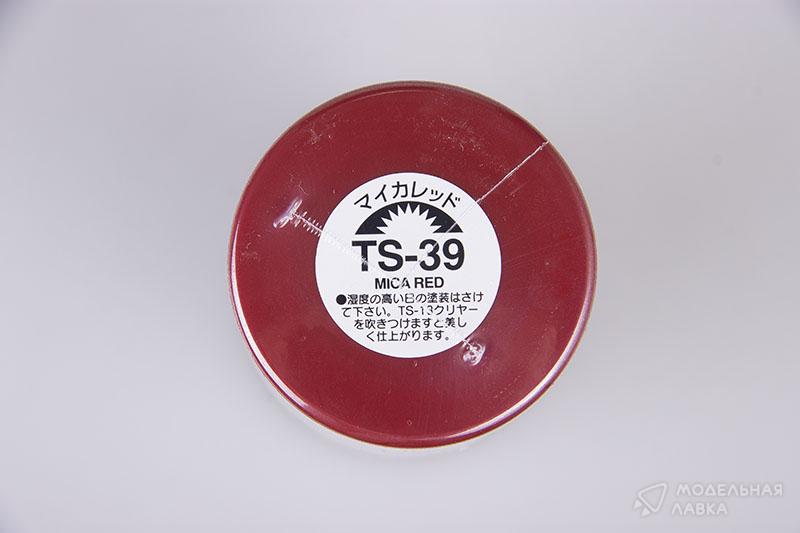 マイカレッド
TS-39
MICA RED
●湿度の高い日の塗装はさけ
て下さい。TS-13クリヤー
を吹きつけますと美し
く仕上がります。
МОДЕЛЬНАЯ
ЛАВКА